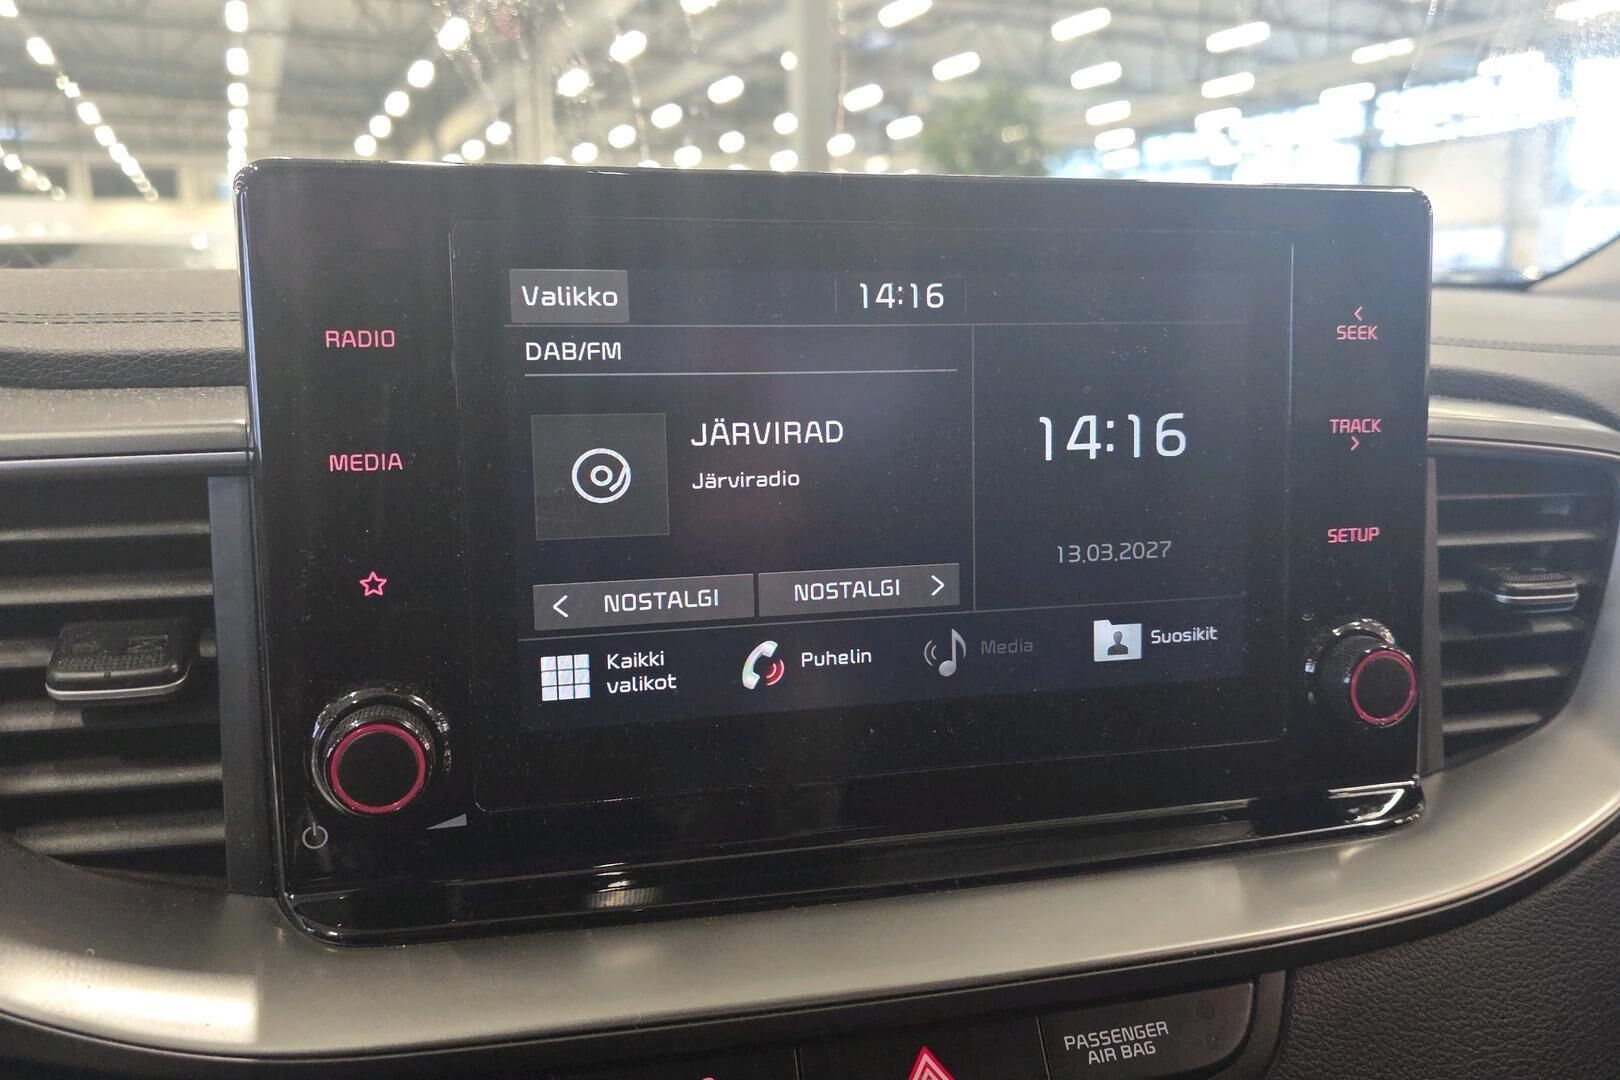 Valikko
14:16
RADIO
DAB/FM
< SEEK
MEDIA
JÄRVIRAD
Järviradio
14:16
TRACK >
13.03.2027
SETUP
< NOSTALGI
NOSTALGI >
Kaikki
valikot
Puhelin
Media
Suosikit
PASSENGER
AIR BAG